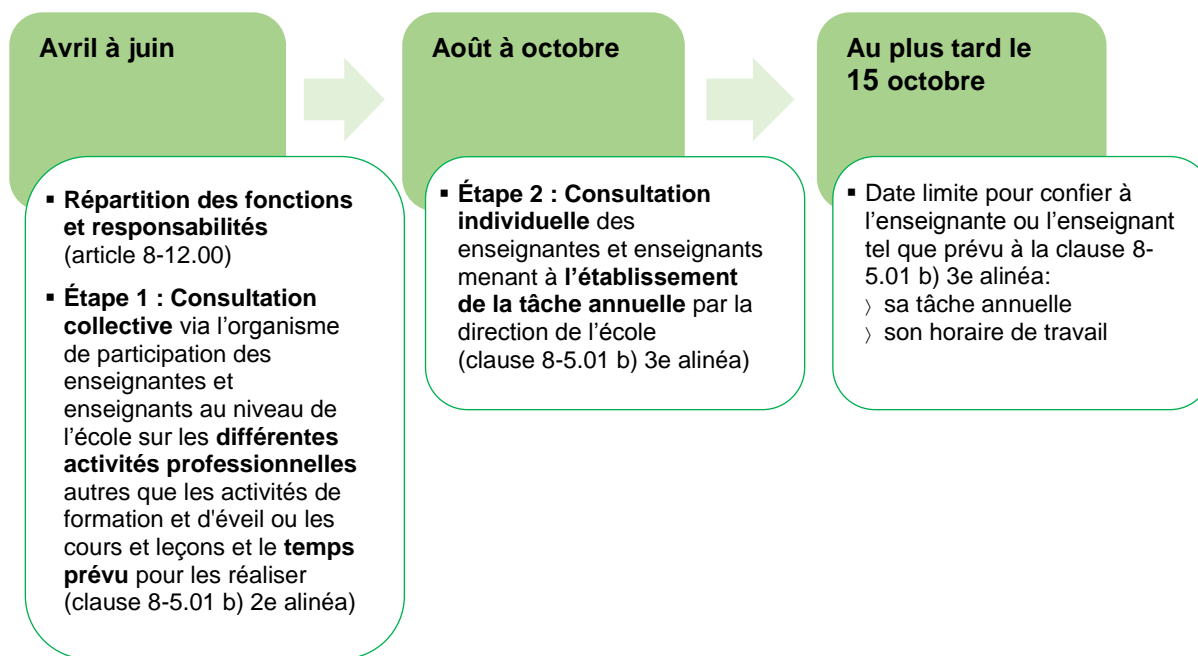 Avril à juin
▪ Répartition des fonctions
et responsabilités
(article 8-12.00)
▪ Étape 1 : Consultation
collective via l'organisme
de participation des
enseignantes et
enseignants au niveau de
l'école sur les différentes
activités professionnelles
autres que les activités de
formation et d'éveil ou les
cours et leçons et le temps
prévu pour les réaliser
(clause 8-5.01 b) 2e alinéa)
Août à octobre
▪ Étape 2 : Consultation
individuelle des
enseignantes et enseignants
menant à l'établissement
de la tâche annuelle par la
direction de l'école
(clause 8-5.01 b) 3e alinéa)
Au plus tard le
15 octobre
▪ Date limite pour confier à
l'enseignante ou l'enseignant
tel que prévu à la clause 8-
5.01 b) 3e alinéa:
〉 sa tâche annuelle
〉 son horaire de travail